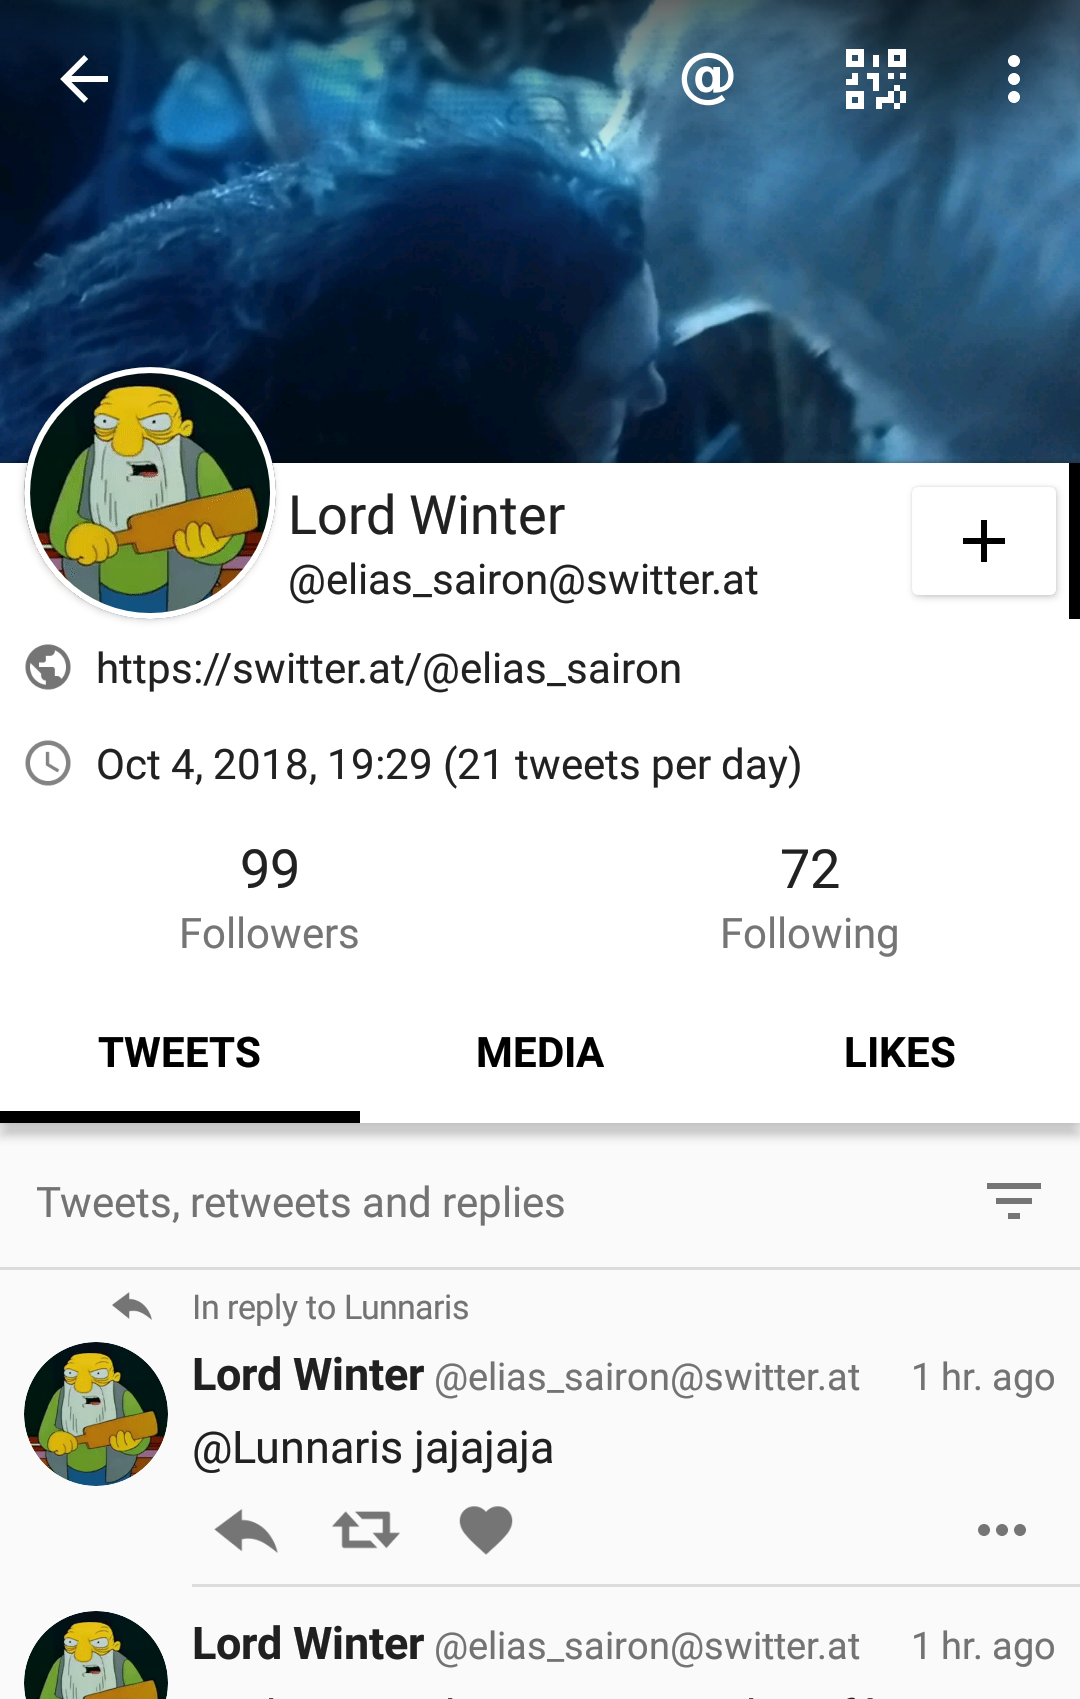 @
Lord Winter
@elias_sairon@switter.at
https://switter.at/@elias_sairon
Oct 4, 2018, 19:29 (21 tweets per day)
99
Followers
72
Following
TWEETS
MEDIA
LIKES
Tweets, retweets and replies
In reply to Lunnaris
Lord Winter @elias_sairon@switter.at 1 hr. ago
@Lunnaris jajajaja
Lord Winter @elias_sairon@switter.at 1 hr. ago